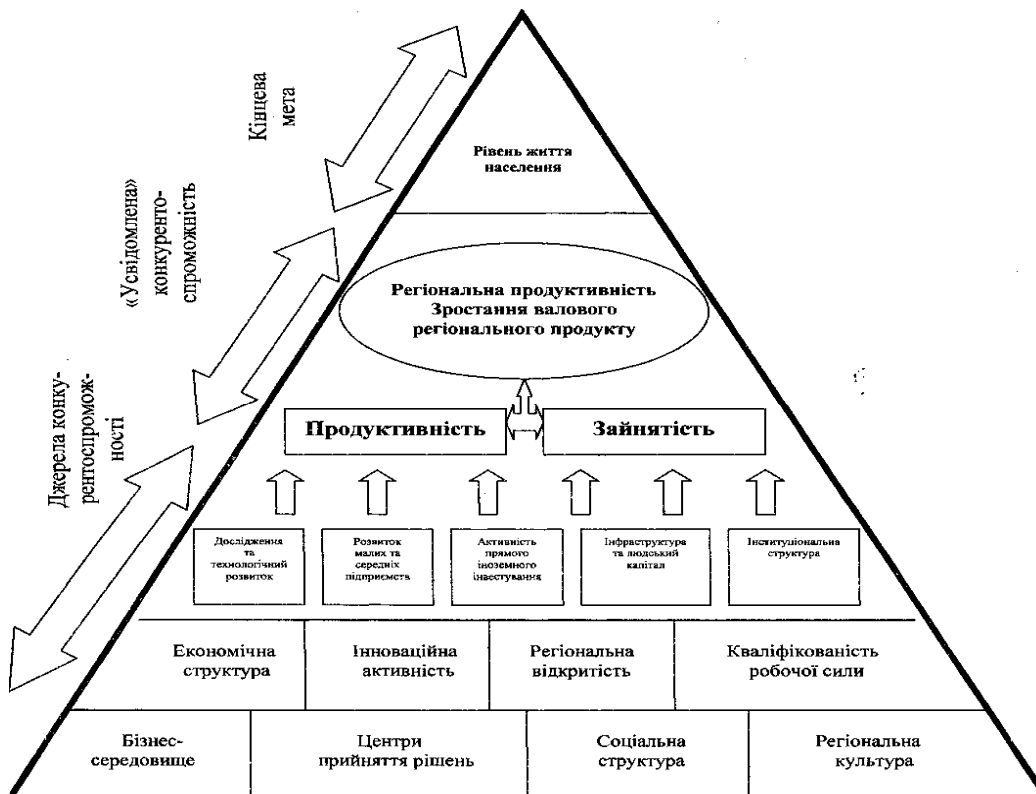 Кінцева
мета
«Усвідомлена»
конкуренто-
спроможність
Джерела конку-
рентоспромож-
ності
Рівень життя
населення
Регіональна продуктивність
Зростання валового
регіонального продукту
Продуктивність
Зайнятість
Дослідження
та
технологічний
розвиток
Розвиток
малих та
середніх
підприємств
Активність
прямого
іноземного
інвестування
Інфраструктура
та людський
капітал
Інституціональна
структура
Економічна
структура
Інноваційна
активність
Регіональна
відкритість
Кваліфікованість
робочої сили
Бізнес-
середовище
Центри
прийняття рішень
Соціальна
структура
Регіональна
культура